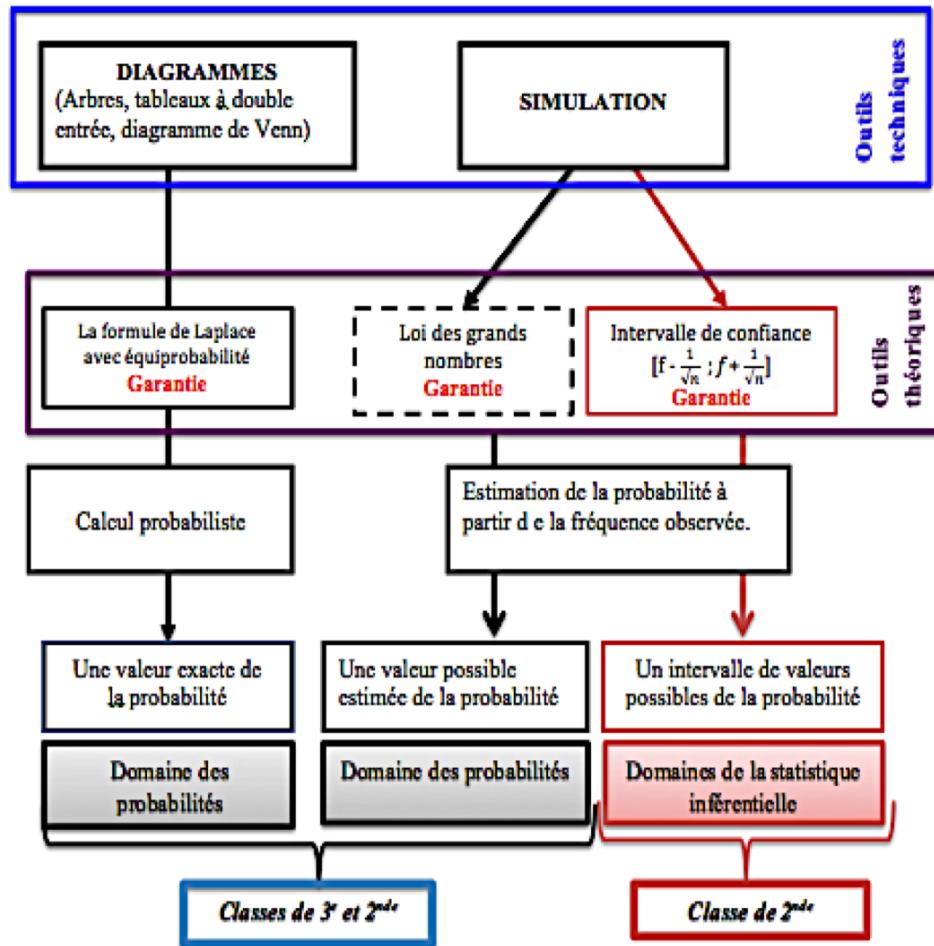 DIAGRAMMES
(Arbres, tableaux à double
entrée, diagramme de Venn)
SIMULATION
Outils
techniques
La formule de Laplace
avec équiprobabilité
Garantie
Loi des grands
nombres
Garantie
Intervalle de confiance
[f - 1/√n ; f + 1/√n]
Garantie
Outils
théoriques
Calcul probabiliste
Estimation de la probabilité à
partir d e la fréquence observée.
Une valeur exacte de
la probabilité
Une valeur possible
estimée de la probabilité
Un intervalle de valeurs
possibles de la probabilité
Domaine des
probabilités
Domaine des probabilités
Domaines de la statistique
inférentielle
Classes de 3e et 2nde
Classe de 2nde